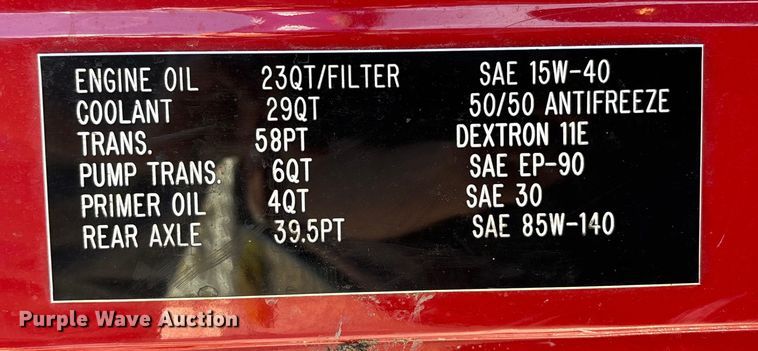 ENGINE OIL 23QT/FILTER SAE 15W-40
COOLANT 29QT 50/50 ANTIFREEZE
TRANS. 58PT DEXTRON 11E
PUMP TRANS. 6QT SAE EP-90
PRIMER OIL 4QT SAE 30
REAR AXLE 39.5PT SAE 85W-140
Purple Wave Auction